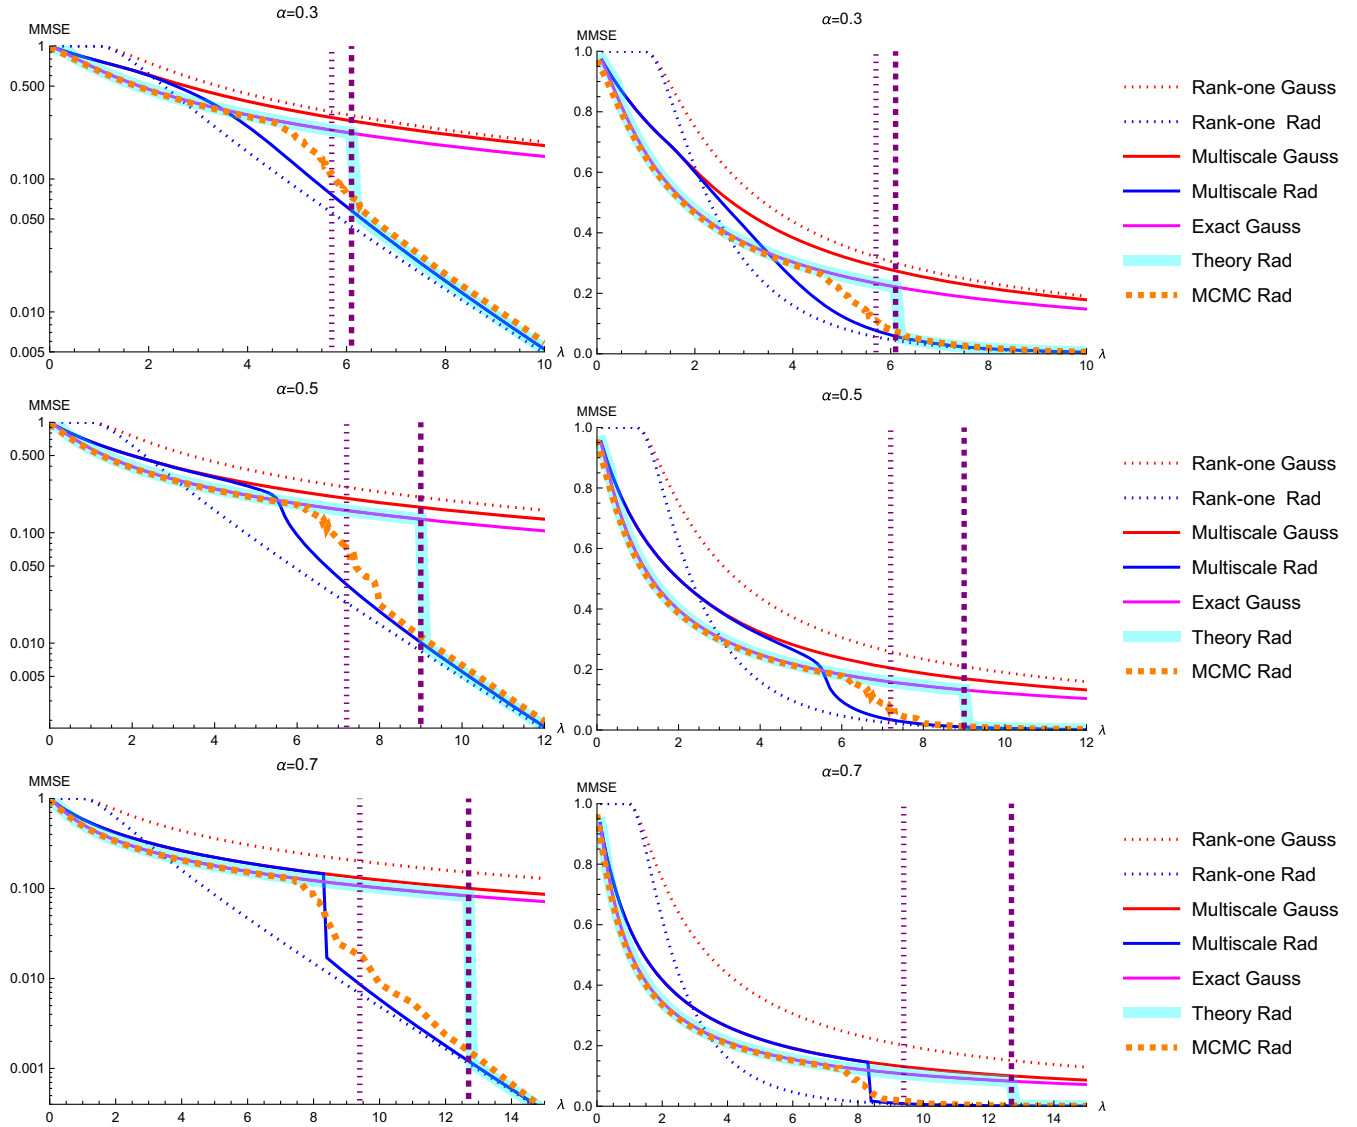 α=0.3
MMSE
1
0.500
0.100
0.050
0.010
0.005
0 2 4 6 8 10
λ
α=0.3
MMSE
1.0
0.8
0.6
0.4
0.2
0.0
0 2 4 6 8 10
λ
Rank-one Gauss
Rank-one Rad
Multiscale Gauss
Multiscale Rad
Exact Gauss
Theory Rad
MCMC Rad
α=0.5
MMSE
1
0.500
0.100
0.050
0.010
0.005
0 2 4 6 8 10 12
λ
α=0.5
MMSE
1.0
0.8
0.6
0.4
0.2
0.0
0 2 4 6 8 10 12
λ
Rank-one Gauss
Rank-one Rad
Multiscale Gauss
Multiscale Rad
Exact Gauss
Theory Rad
MCMC Rad
α=0.7
MMSE
1
0.100
0.010
0.001
0 2 4 6 8 10 12 14
λ
α=0.7
MMSE
1.0
0.8
0.6
0.4
0.2
0.0
0 2 4 6 8 10 12 14
λ
Rank-one Gauss
Rank-one Rad
Multiscale Gauss
Multiscale Rad
Exact Gauss
Theory Rad
MCMC Rad